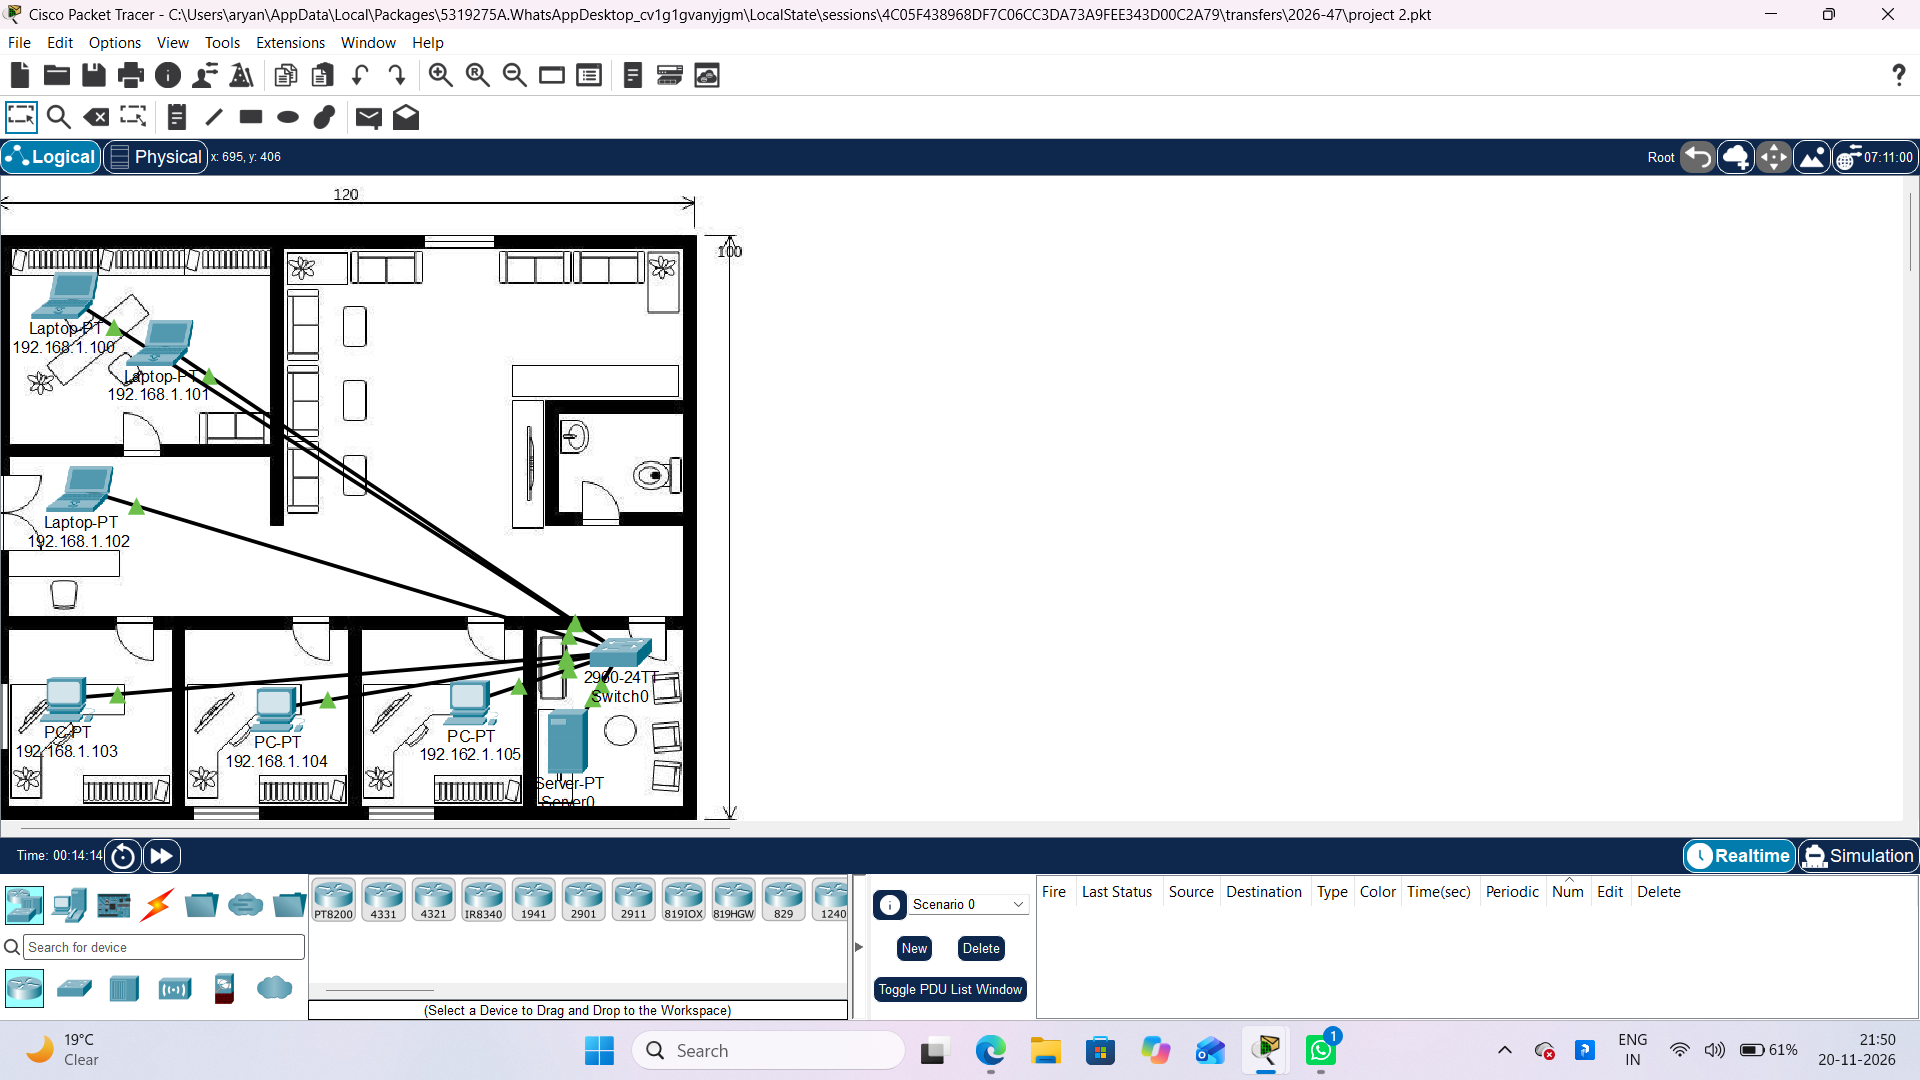 Cisco Packet Tracer - C:\Users\aryan\AppData\Local\Packages\5319275A.WhatsAppDesktop_cv1g1gvanyjgm\LocalState\sessions\4C05F438968DF7C06CC3DA73A9FEE343D00C2A79\transfers\2026-47\project 2.pkt
File Edit Options View Tools Extensions Window Help
Logical Physical x: 695, y: 406 Root 07:11:00
120
100
Laptop-PT
192.168.1.100
Laptop-PT
192.168.1.101
Laptop-PT
192.168.1.102
2960-24TT
Switch0
PC-PT
192.168.1.103
PC-PT
192.168.1.104
PC-PT
192.162.1.105
Server-PT
Server0
Time: 00:14:14 Realtime Simulation
PT8200 4331 4321 IR8340 1941 2901 2911 819IOX 819HGW 829 1240
Search for device
(Select a Device to Drag and Drop to the Workspace)
Scenario 0
New Delete
Toggle PDU List Window
Fire Last Status Source Destination Type Color Time(sec) Periodic Num Edit Delete
19°C
Clear
Search
1
ENG
IN
61%
21:50
20-11-2026